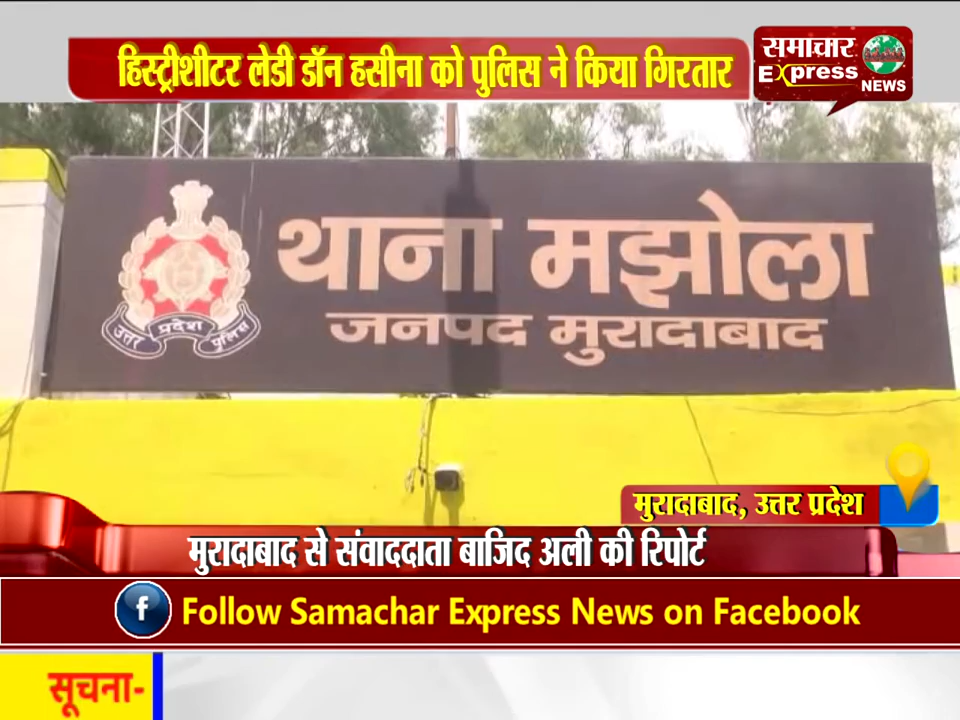 हिस्ट्रीशीटर लेडी डॉन हसीना को पुलिस ने किया गिरतार
समाचार
Express
NEWS
थाना मझोला
जनपद मुरादाबाद
उत्तर प्रदेश पुलिस
मुरादाबाद, उत्तर प्रदेश
मुरादाबाद से संवाददाता बाजिद अली की रिपोर्ट
f Follow Samachar Express News on Facebook
सूचना-